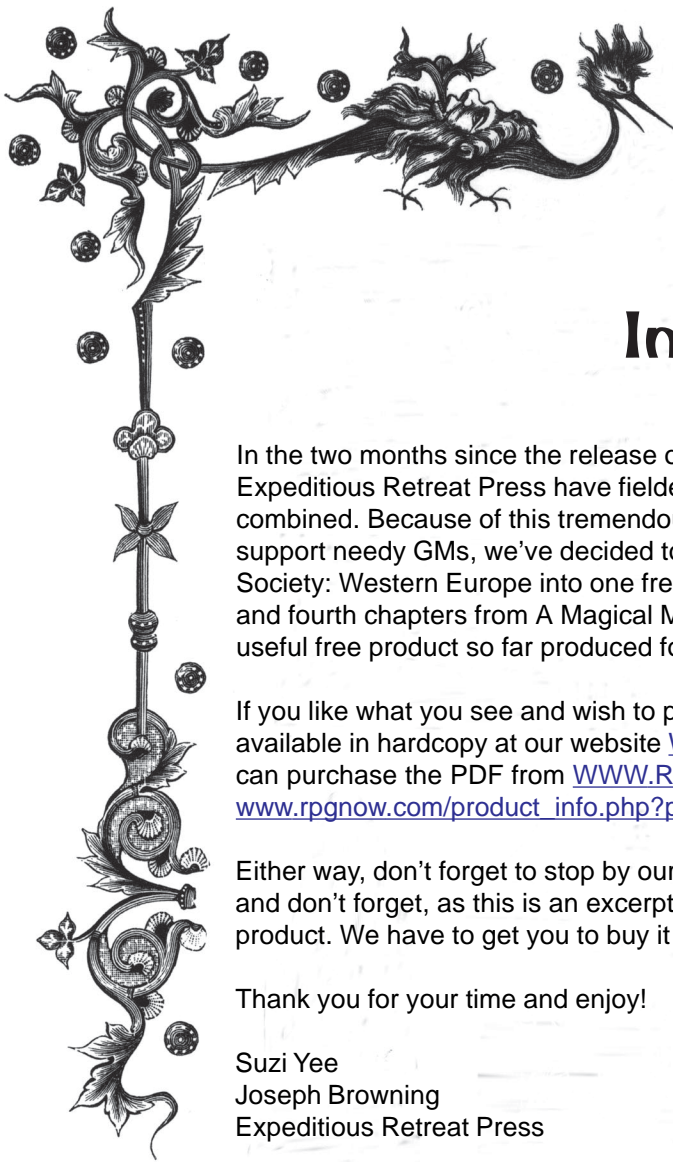 In
In the two months since the release o
Expeditious Retreat Press have fielde
combined. Because of this tremendou
support needy GMs, we've decided to
Society: Western Europe into one fre
and fourth chapters from A Magical M
useful free product so far produced fo
If you like what you see and wish to p
available in hardcopy at our website W
can purchase the PDF from WWW.R
www.rpgnow.com/product_info.php?p
Either way, don't forget to stop by our
and don't forget, as this is an excerpt
product. We have to get you to buy it
Thank you for your time and enjoy!
Suzi Yee
Joseph Browning
Expeditious Retreat Press